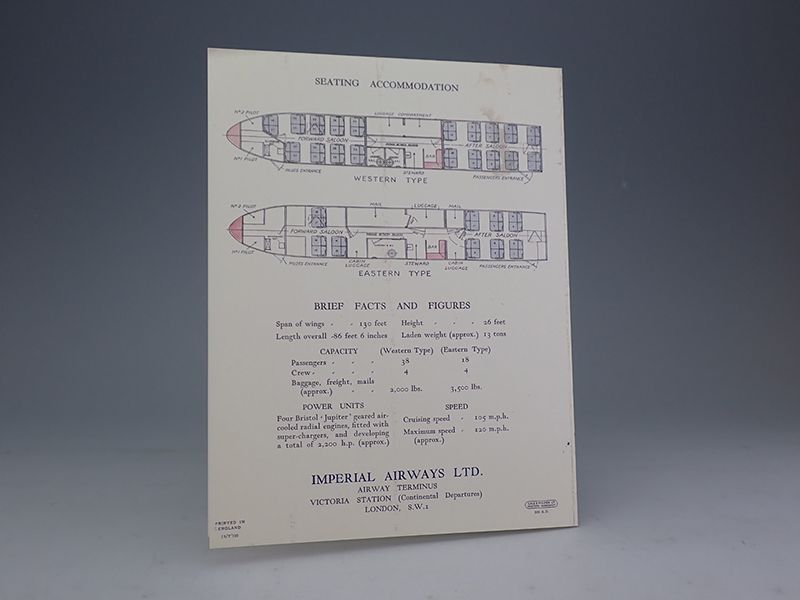 SEATING ACCOMMODATION
Nº2 PILOT
LUGGAGE COMPARTMENT
FORWARD SALOON
AFTER SALOON
Nº1 PILOT
BAR
PILOTS ENTRANCE
STEWARD
PASSENGERS ENTRANCE
WESTERN TYPE
Nº2 PILOT
MAIL
LUGGAGE
MAIL
FORWARD SALOON
AFTER SALOON
Nº1 PILOT
BAR
PILOTS ENTRANCE
CABIN LUGGAGE
STEWARD
CABIN LUGGAGE
PASSENGERS ENTRANCE
EASTERN TYPE
BRIEF FACTS AND FIGURES
Span of wings - - 130 feet
Height - - - 26 feet
Length overall -86 feet 6 inches
Laden weight (approx.) 13 tons
CAPACITY (Western Type) (Eastern Type)
Passengers - - - 38 18
Crew - - - - 4 4
Baggage, freight, mails
(approx.) - - 2,000 lbs. 3,500 lbs.
POWER UNITS
Four Bristol "Jupiter" geared air-
cooled radial engines, fitted with
super-chargers, and developing
a total of 2,200 h.p. (approx.)
SPEED
Cruising speed - 105 m.p.h.
Maximum speed - 120 m.p.h.
(approx.)
IMPERIAL AIRWAYS LTD.
AIRWAY TERMINUS
VICTORIA STATION (Continental Departures)
LONDON, S.W.1
PRINTED IN
ENGLAND